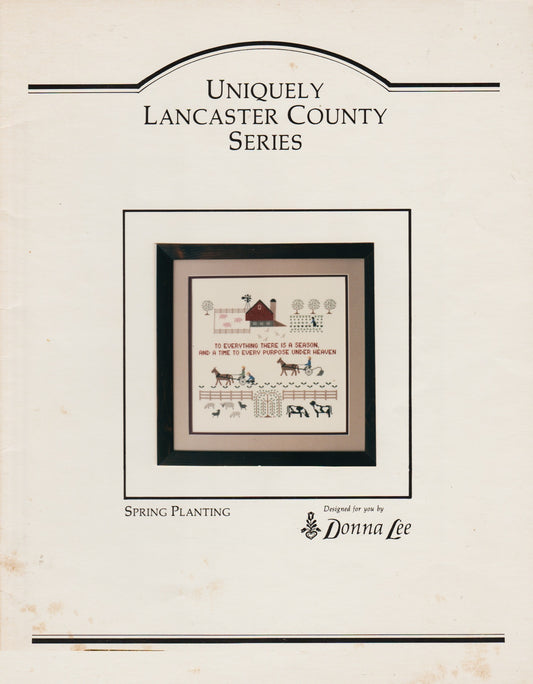 UNIQUELY
LANCASTER COUNTY
SERIES
TO EVERYTHING THERE IS A SEASON,
AND A TIME TO EVERY PURPOSE UNDER HEAVEN
SPRING PLANTING
Designed for you by
Donna Lee